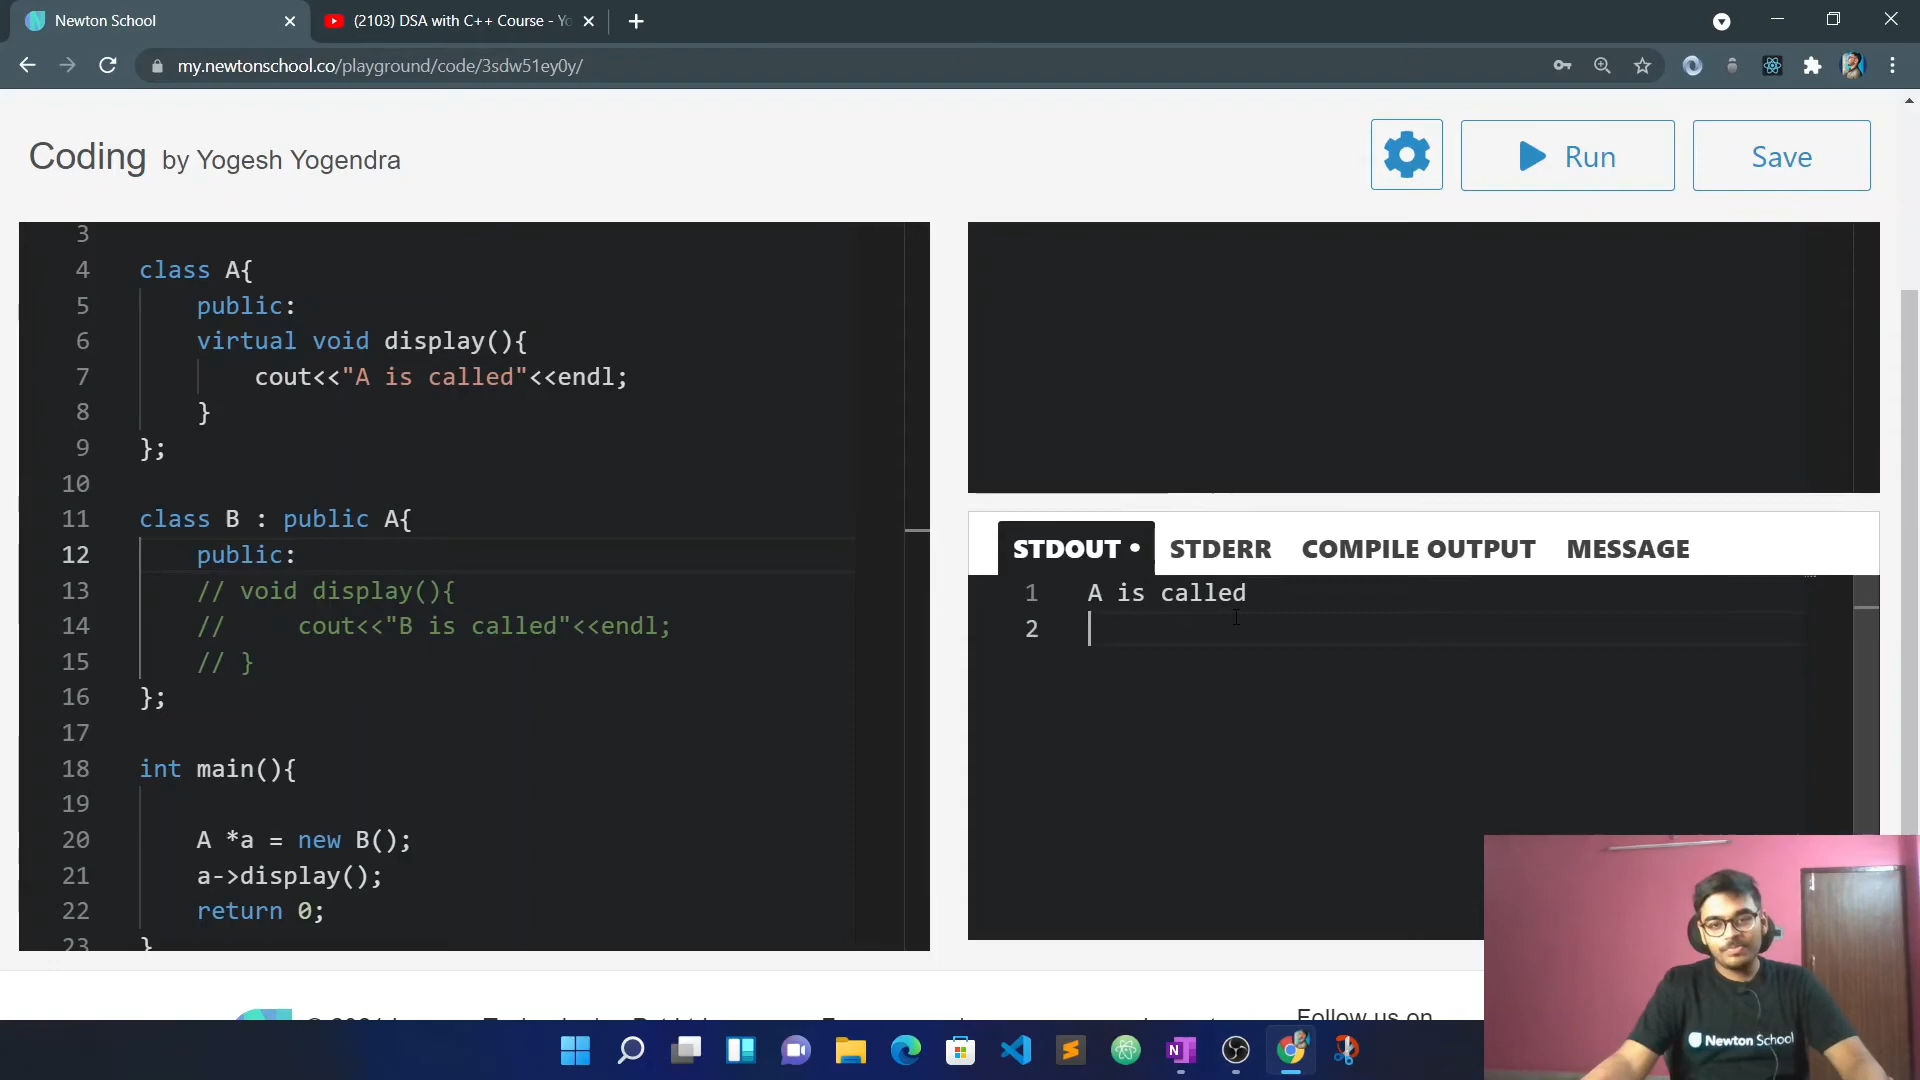 Newton School
(2103) DSA with C++ Course - Yo
my.newtonschool.co/playground/code/3sdw51ey0y/
Coding by Yogesh Yogendra
Run
Save
3
4 class A{
5 public:
6 virtual void display(){
7 cout<<"A is called"<<endl;
8 }
9 };
10
11 class B : public A{
12 public:
13 // void display(){
14 // cout<<"B is called"<<endl;
15 // }
16 };
17
18 int main(){
19
20 A *a = new B();
21 a->display();
22 return 0;
23 }
STDOUT • STDERR COMPILE OUTPUT MESSAGE
1 A is called
2
Follow us on
Newton School